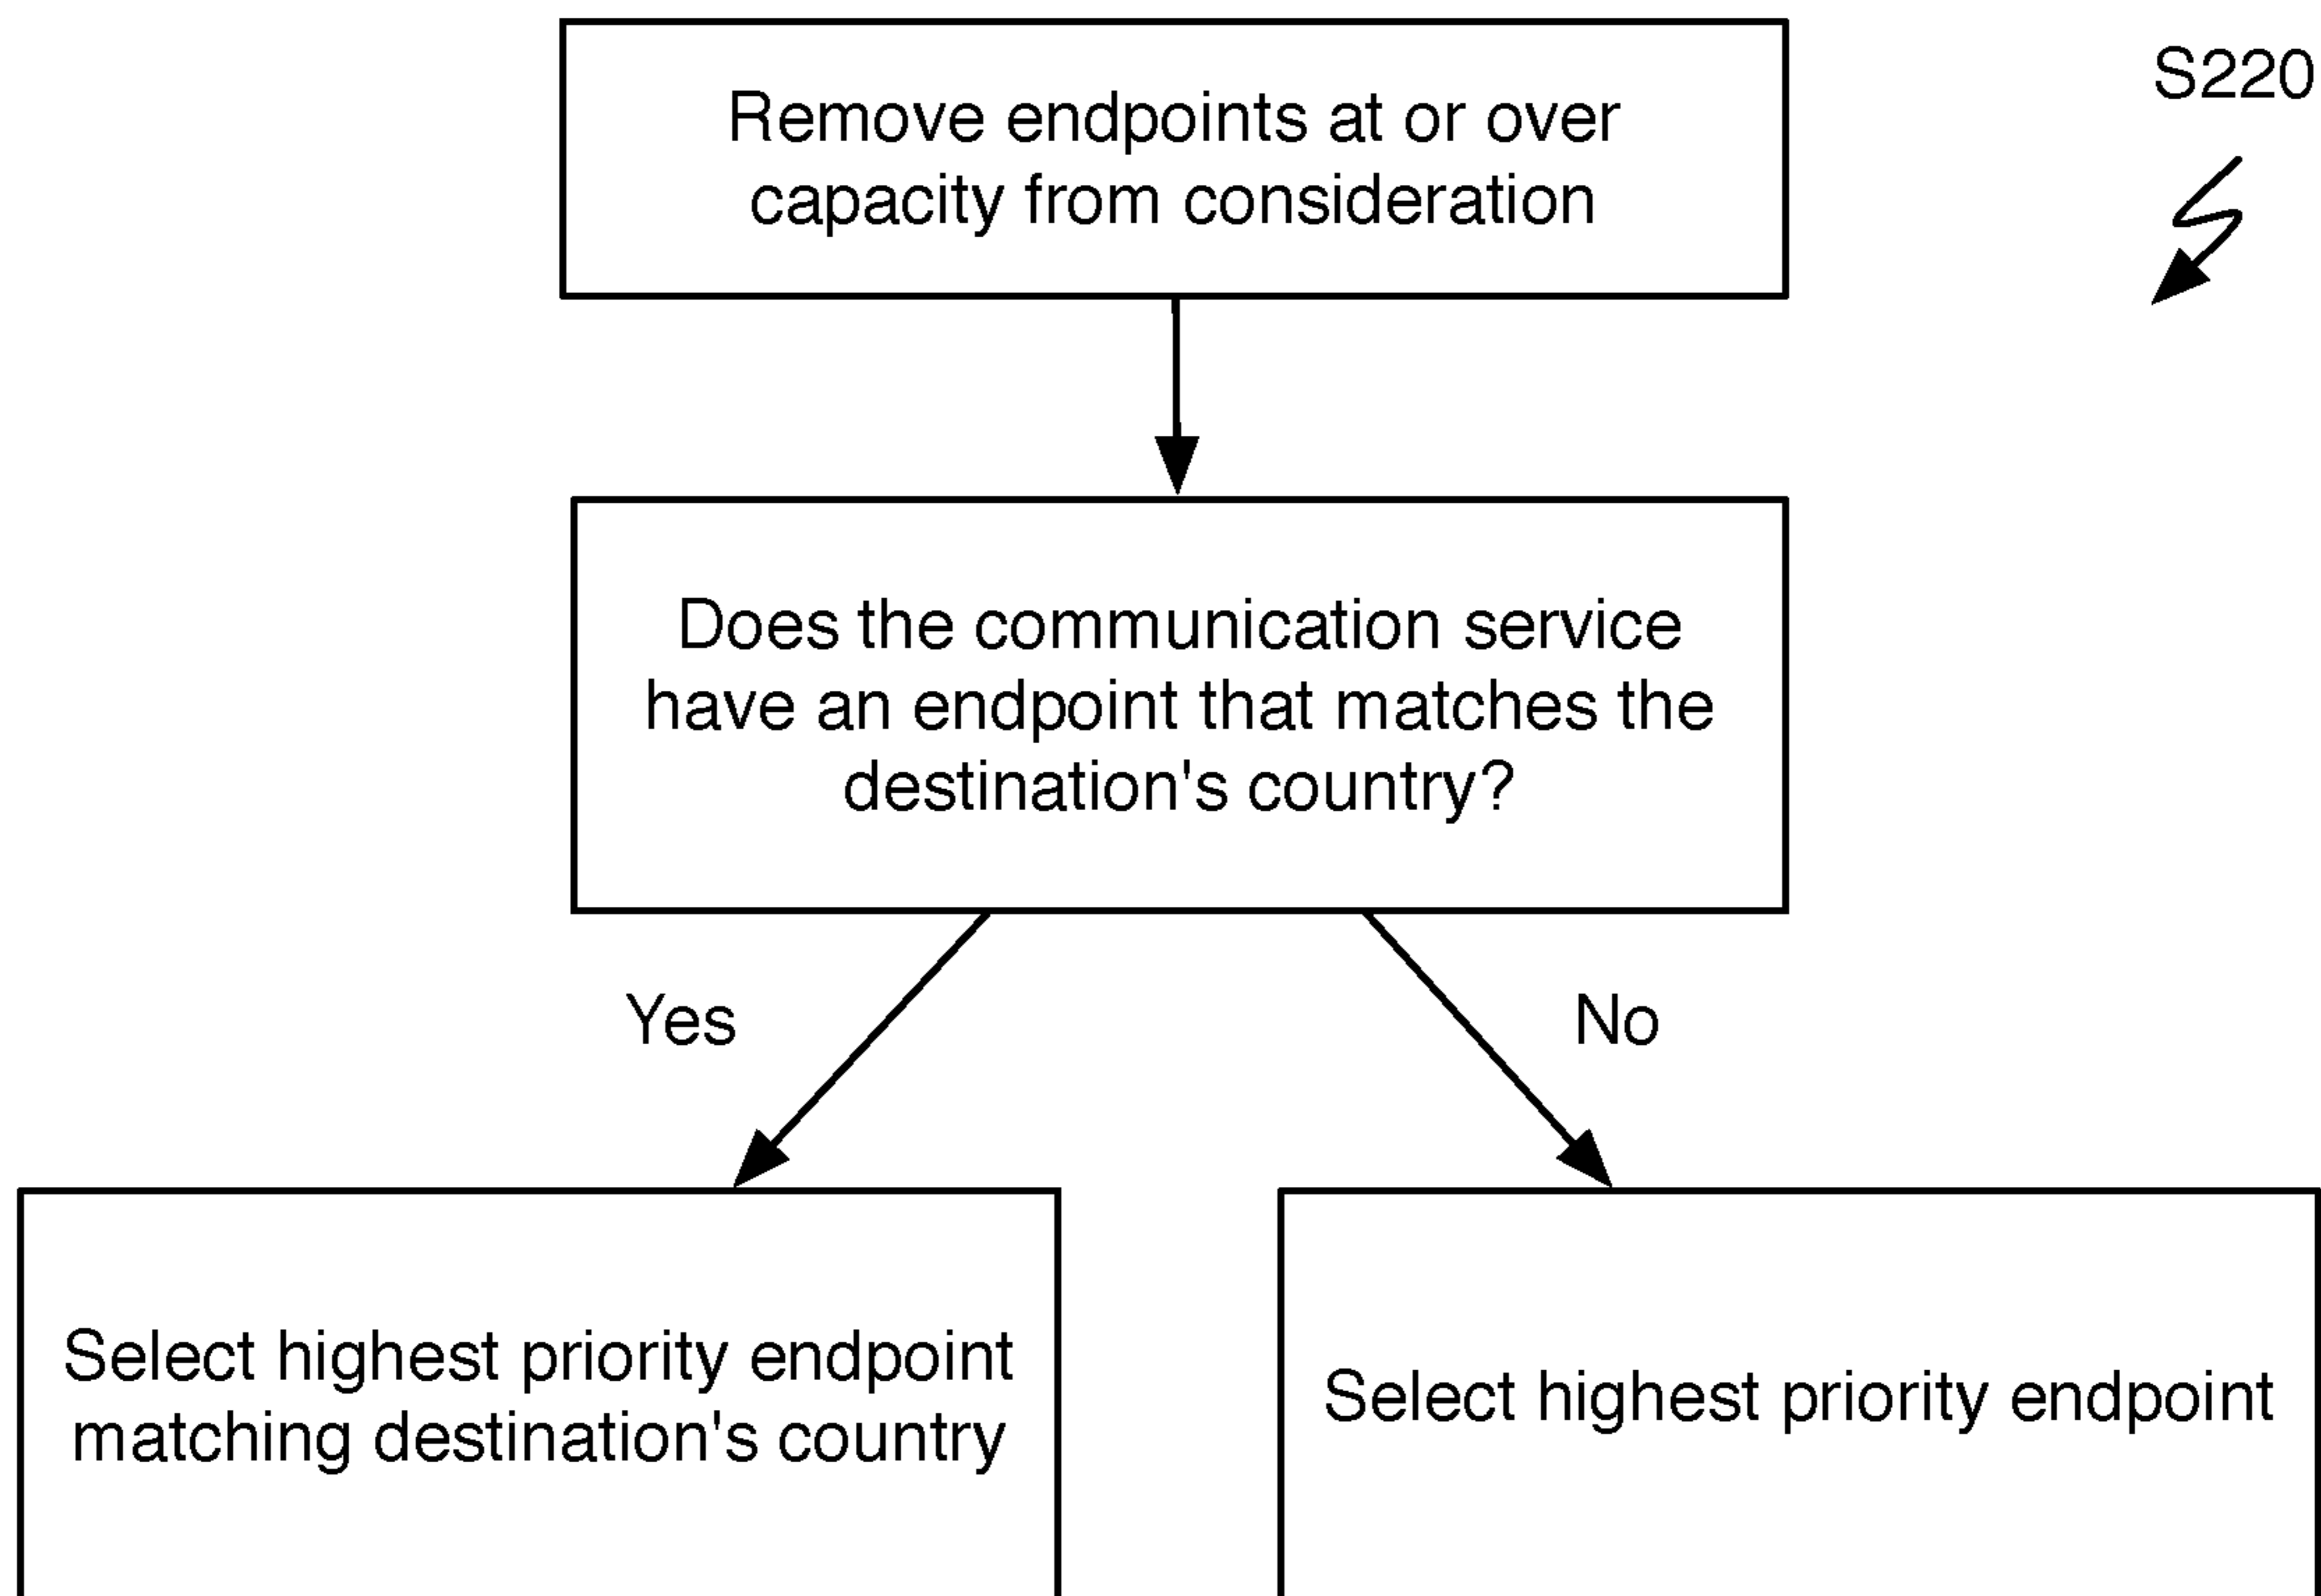 Remove endpoints at or over
capacity from consideration
S220
Does the communication service
have an endpoint that matches the
destination's country?
Yes
No
Select highest priority endpoint
matching destination's country
Select highest priority endpoint